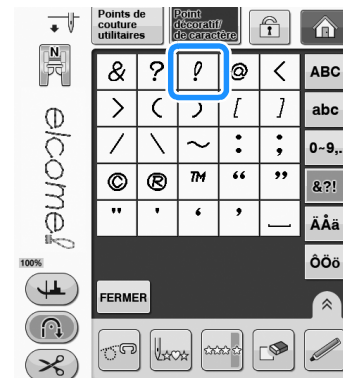 Points de couture utilitaires
Point décoratif/ de caractère
N
& ? ! @ < ABC
> ( ) [ ] abc
/ \ ~ : ; 0~9,.
© ® TM “ ” &?!
" ' ‘ ’ _ ÄÅä
ÔÖö
elcome
100%
FERMER